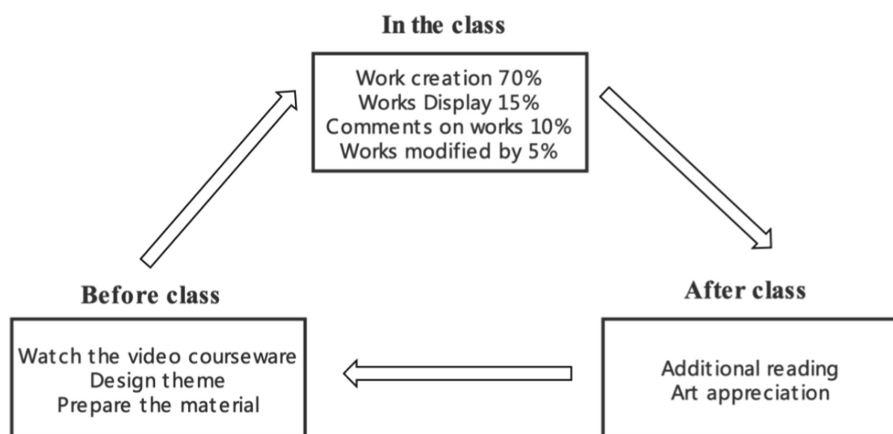 In the class
Work creation 70%
Works Display 15%
Comments on works 10%
Works modified by 5%
Before class
Watch the video courseware
Design theme
Prepare the material
After class
Additional reading
Art appreciation